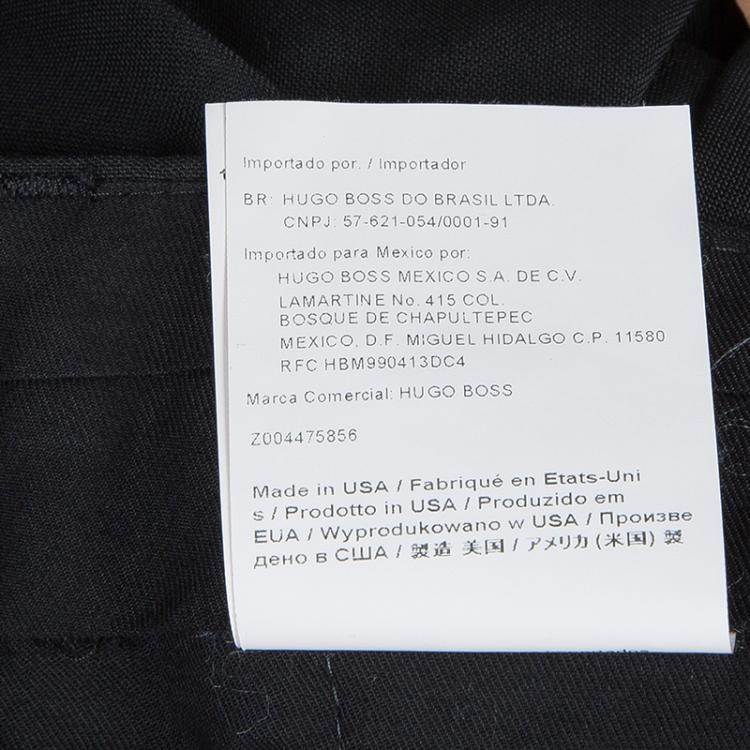 Importado por. / Importador
BR: HUGO BOSS DO BRASIL LTDA.
CNPJ: 57-621-054/0001-91
Importado para Mexico por:
HUGO BOSS MEXICO S.A. DE C.V.
LAMARTINE No. 415 COL.
BOSQUE DE CHAPULTEPEC
MEXICO, D.F. MIGUEL HIDALGO C.P. 11580
RFC HBM990413DC4
Marca Comercial: HUGO BOSS
Z004475856
Made in USA / Fabriqué en Etats-Uni
s / Prodotto in USA / Produzido em
EUA / Wyprodukowano w USA / Произве
дено в США / 製造 美国 / アメリカ (米国) 製